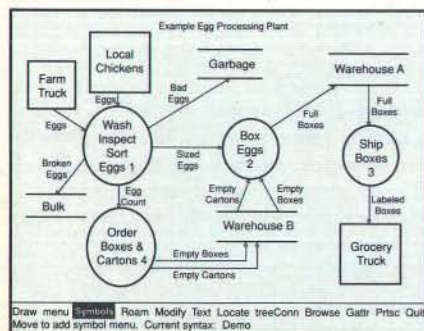 Example Egg Processing Plant
Local
Chickens
Farm
Truck
Garbage
Warehouse A
Eggs
Bad
Eggs
Full
Boxes
Full
Boxes
Eggs
Wash
Inspect
Sort
Eggs 1
Box
Eggs
2
Ship
Boxes
3
Sized
Eggs
Broken
Eggs
Egg
Count
Empty
Cartons
Empty
Boxes
Labeled
Boxes
Bulk
Warehouse B
Order
Boxes &
Cartons 4
Empty Boxes
Empty Cartons
Grocery
Truck
Draw menu Symbols Roam Modify Text Locate treeConn Browse Gattr Prtsc Quit
Move to add symbol menu. Current syntax: Demo